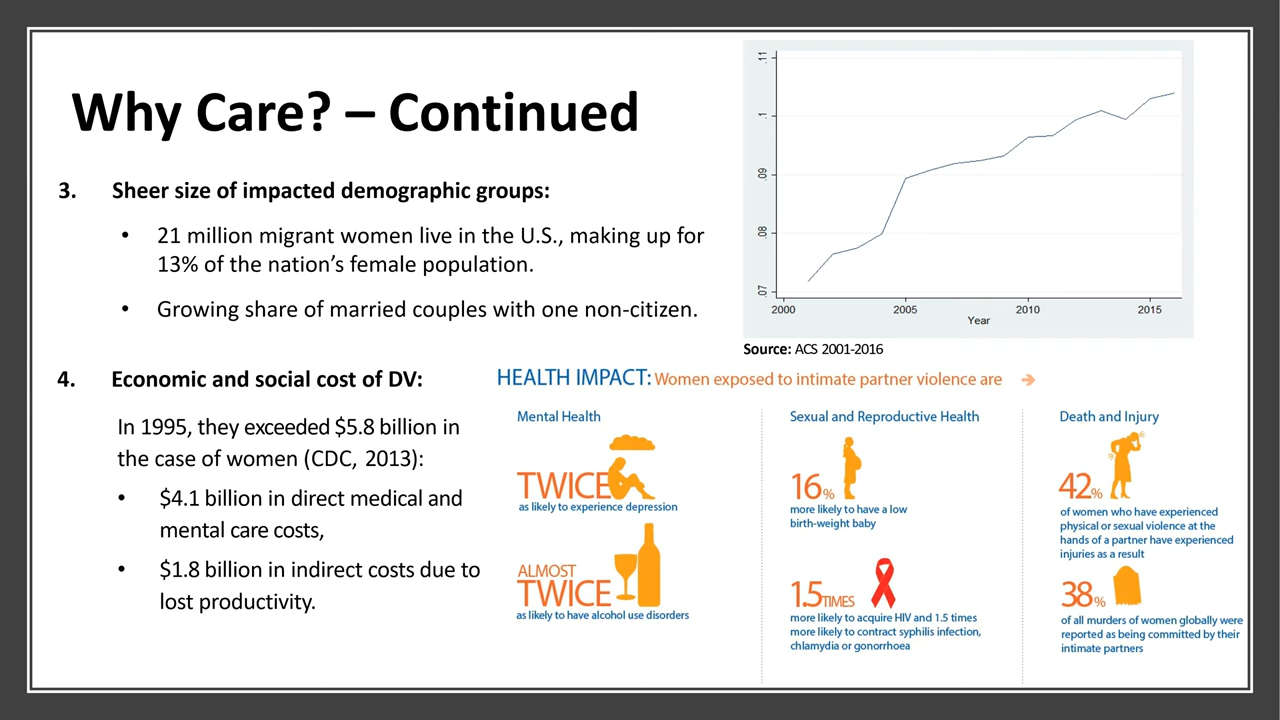 Why Care? – Continued
3. Sheer size of impacted demographic groups:
• 21 million migrant women live in the U.S., making up for
13% of the nation's female population.
• Growing share of married couples with one non-citizen.
.11
.1
.09
.08
.07
2000 2005 2010 2015
Year
Source: ACS 2001-2016
4. Economic and social cost of DV:
In 1995, they exceeded $5.8 billion in
the case of women (CDC, 2013):
• $4.1 billion in direct medical and
mental care costs,
• $1.8 billion in indirect costs due to
lost productivity.
HEALTH IMPACT: Women exposed to intimate partner violence are
Mental Health
TWICE
as likely to experience depression
ALMOST
TWICE
as likely to have alcohol use disorders
Sexual and Reproductive Health
16%
more likely to have a low
birth-weight baby
1.5 TIMES
more likely to acquire HIV and 1.5 times
more likely to contract syphilis infection,
chlamydia or gonorrhoea
Death and Injury
42%
of women who have experienced
physical or sexual violence at the
hands of a partner have experienced
injuries as a result
38%
of all murders of women globally were
reported as being committed by their
intimate partners